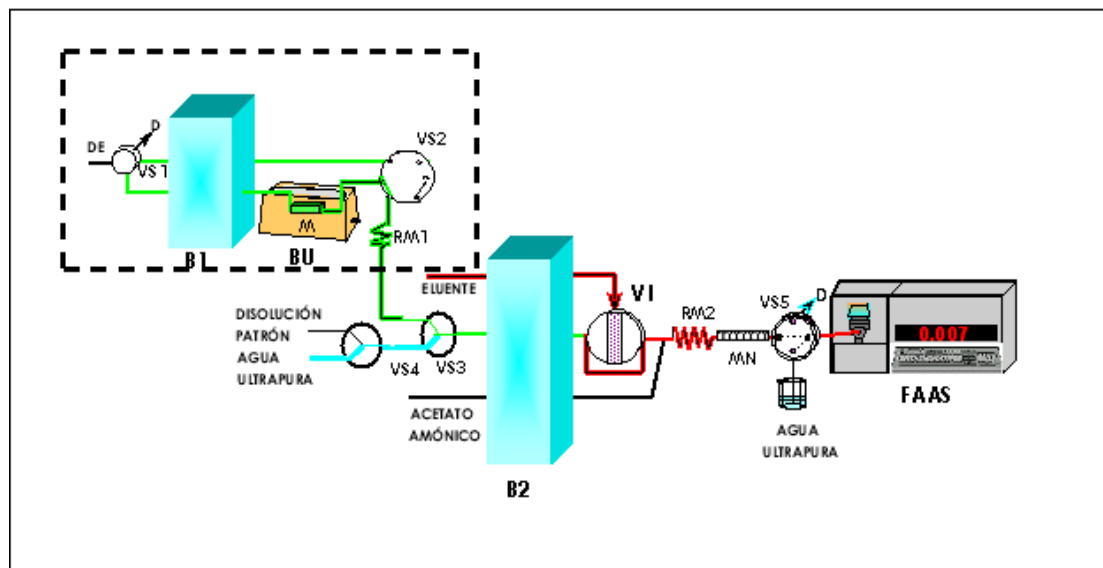 D
VS2
DE
VS1
M
RM1
B1
BU
ELUENTE
VI
DISOLUCIÓN
PATRÓN
AGUA
ULTRAPURA
VS4
VS3
RM2
VS5
D
0.007
MN
FAAS
ACETATO
AMÓNICO
AGUA
ULTRAPURA
B2